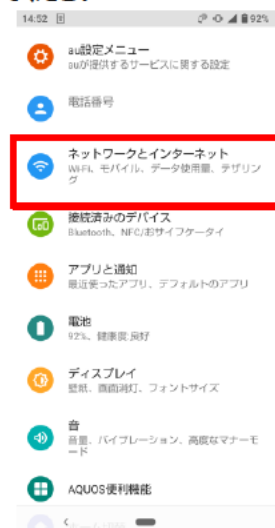 14:52
92%
au設定メニュー
auが提供するサービスに関する設定
電話番号
ネットワークとインターネット
Wi-Fi、モバイル、データ使用量、テザリン
グ
接続済みのデバイス
Bluetooth、NFC/おサイフケータイ
アプリと通知
最近使ったアプリ、デフォルトのアプリ
電池
92%、健康度:良好
ディスプレイ
壁紙、画面消灯、フォントサイズ
音
音量、バイブレーション、高度なマナーモ
ード
AQUOS便利機能